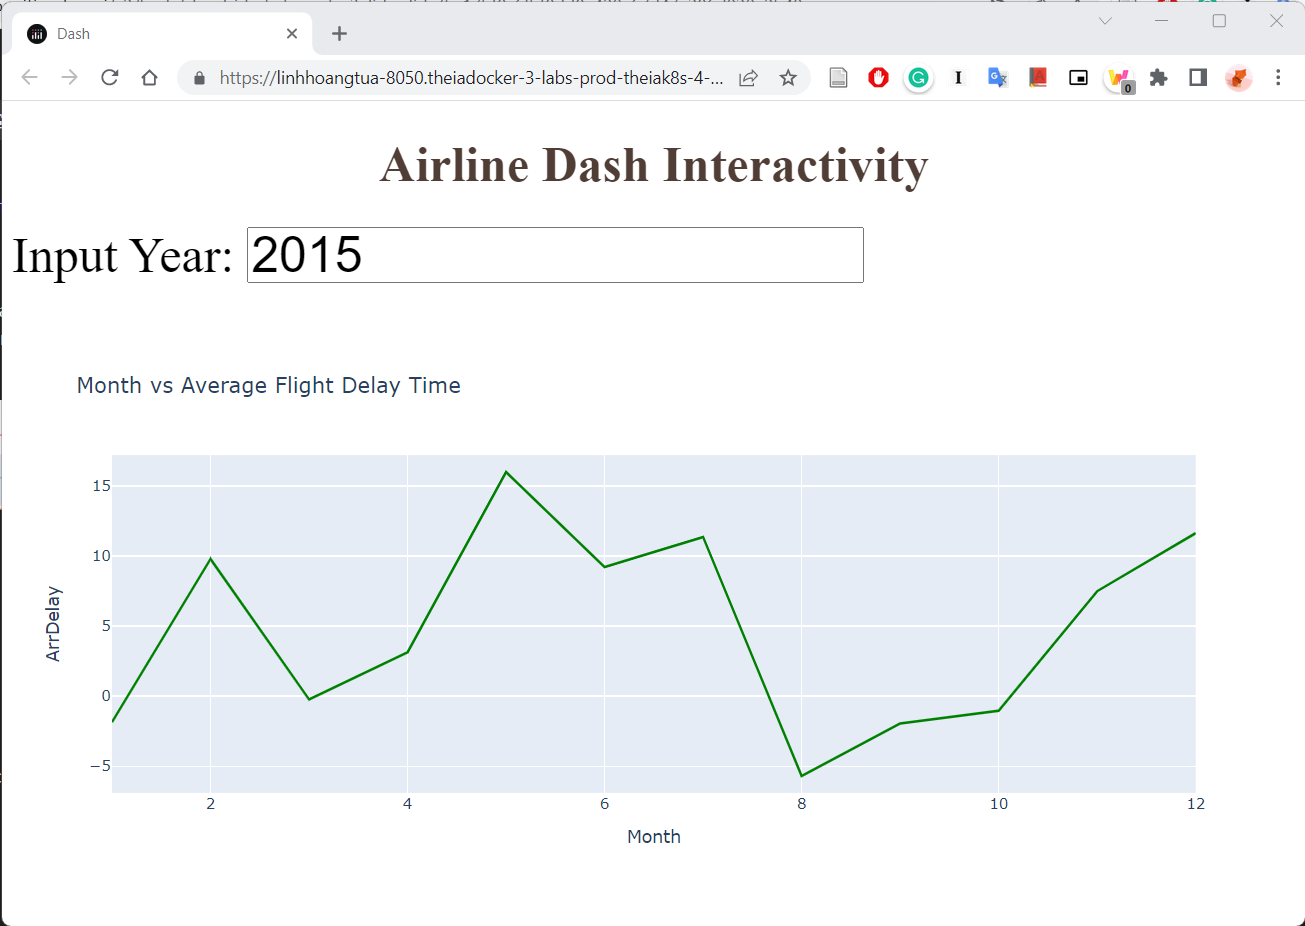 Dash
https://linhhoangtua-8050.theiadocker-3-labs-prod-theiak8s-4-...
0
Airline Dash Interactivity
Input Year: 2015
Month vs Average Flight Delay Time
15
10
5
0
−5
ArrDelay
2 4 6 8 10 12
Month